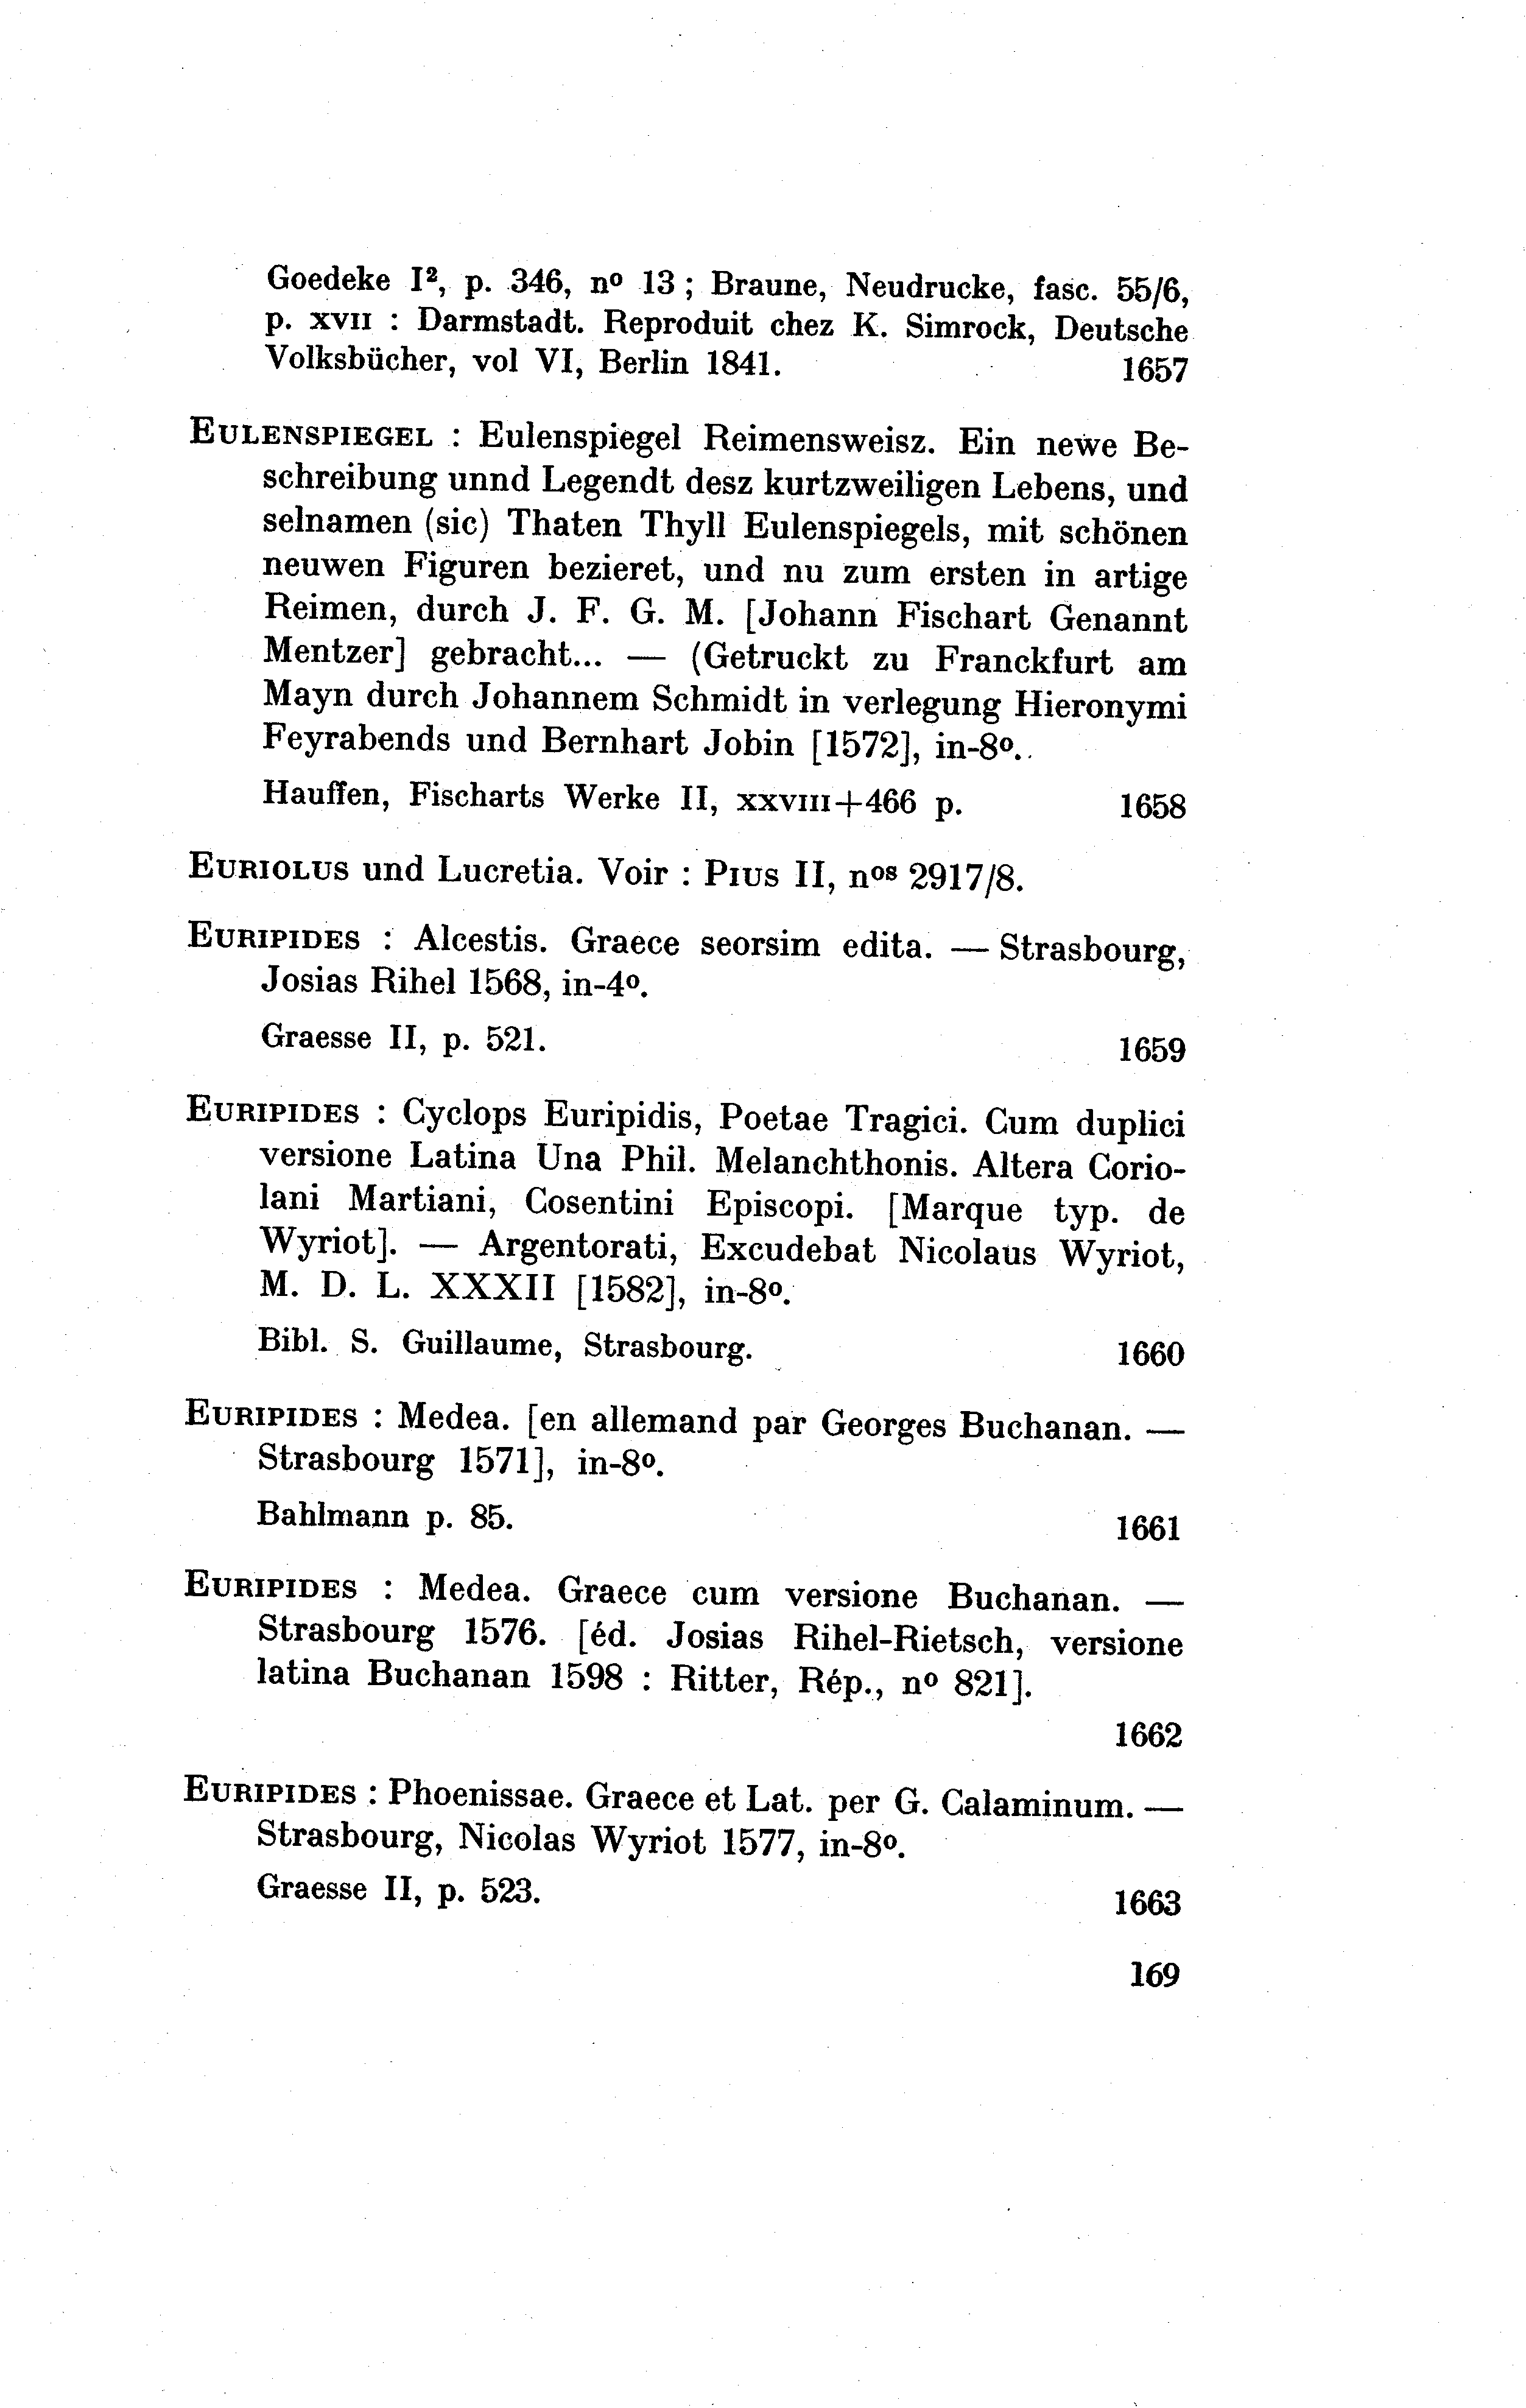 Goedeke I², p. 346, nº 13 ; Braune, Neudrucke, fasc. 55/6,
p. XVII : Darmstadt. Reproduit chez K. Simrock, Deutsche
Volksbücher, vol VI, Berlin 1841. 1657
EULENSPIEGEL : Eulenspiegel Reimensweisz. Ein newe Be-
schreibung unnd Legendt desz kurtzweiligen Lebens, und
selnamen (sic) Thaten Thyll Eulenspiegels, mit schönen
neuwen Figuren bezieret, und nu zum ersten in artige
Reimen, durch J. F. G. M. [Johann Fischart Genannt
Mentzer] gebracht... — (Getruckt zu Franckfurt am
Mayn durch Johannem Schmidt in verlegung Hieronymi
Feyrabends und Bernhart Jobin [1572], in-8º.
Hauffen, Fischarts Werke II, XXVIII+466 p. 1658
EURIOLUS und Lucretia. Voir : PIUS II, nºˢ 2917/8.
EURIPIDES : Alcestis. Graece seorsim edita. — Strasbourg,
Josias Rihel 1568, in-4º.
Graesse II, p. 521. 1659
EURIPIDES : Cyclops Euripidis, Poetae Tragici. Cum duplici
versione Latina Una Phil. Melanchthonis. Altera Corio-
lani Martiani, Cosentini Episcopi. [Marque typ. de
Wyriot]. — Argentorati, Excudebat Nicolaus Wyriot,
M. D. L. XXXII [1582], in-8º.
Bibl. S. Guillaume, Strasbourg. 1660
EURIPIDES : Medea. [en allemand par Georges Buchanan. —
Strasbourg 1571], in-8º.
Bahlmann p. 85. 1661
EURIPIDES : Medea. Graece cum versione Buchanan. —
Strasbourg 1576. [éd. Josias Rihel-Rietsch, versione
latina Buchanan 1598 : Ritter, Rép., nº 821].
1662
EURIPIDES : Phoenissae. Graece et Lat. per G. Calaminum. —
Strasbourg, Nicolas Wyriot 1577, in-8º.
Graesse II, p. 523. 1663
169